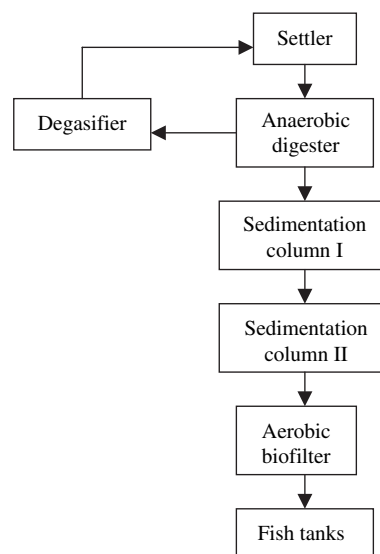 Settler
Degasifier
Anaerobic
digester
Sedimentation
column I
Sedimentation
column II
Aerobic
biofilter
Fish tanks